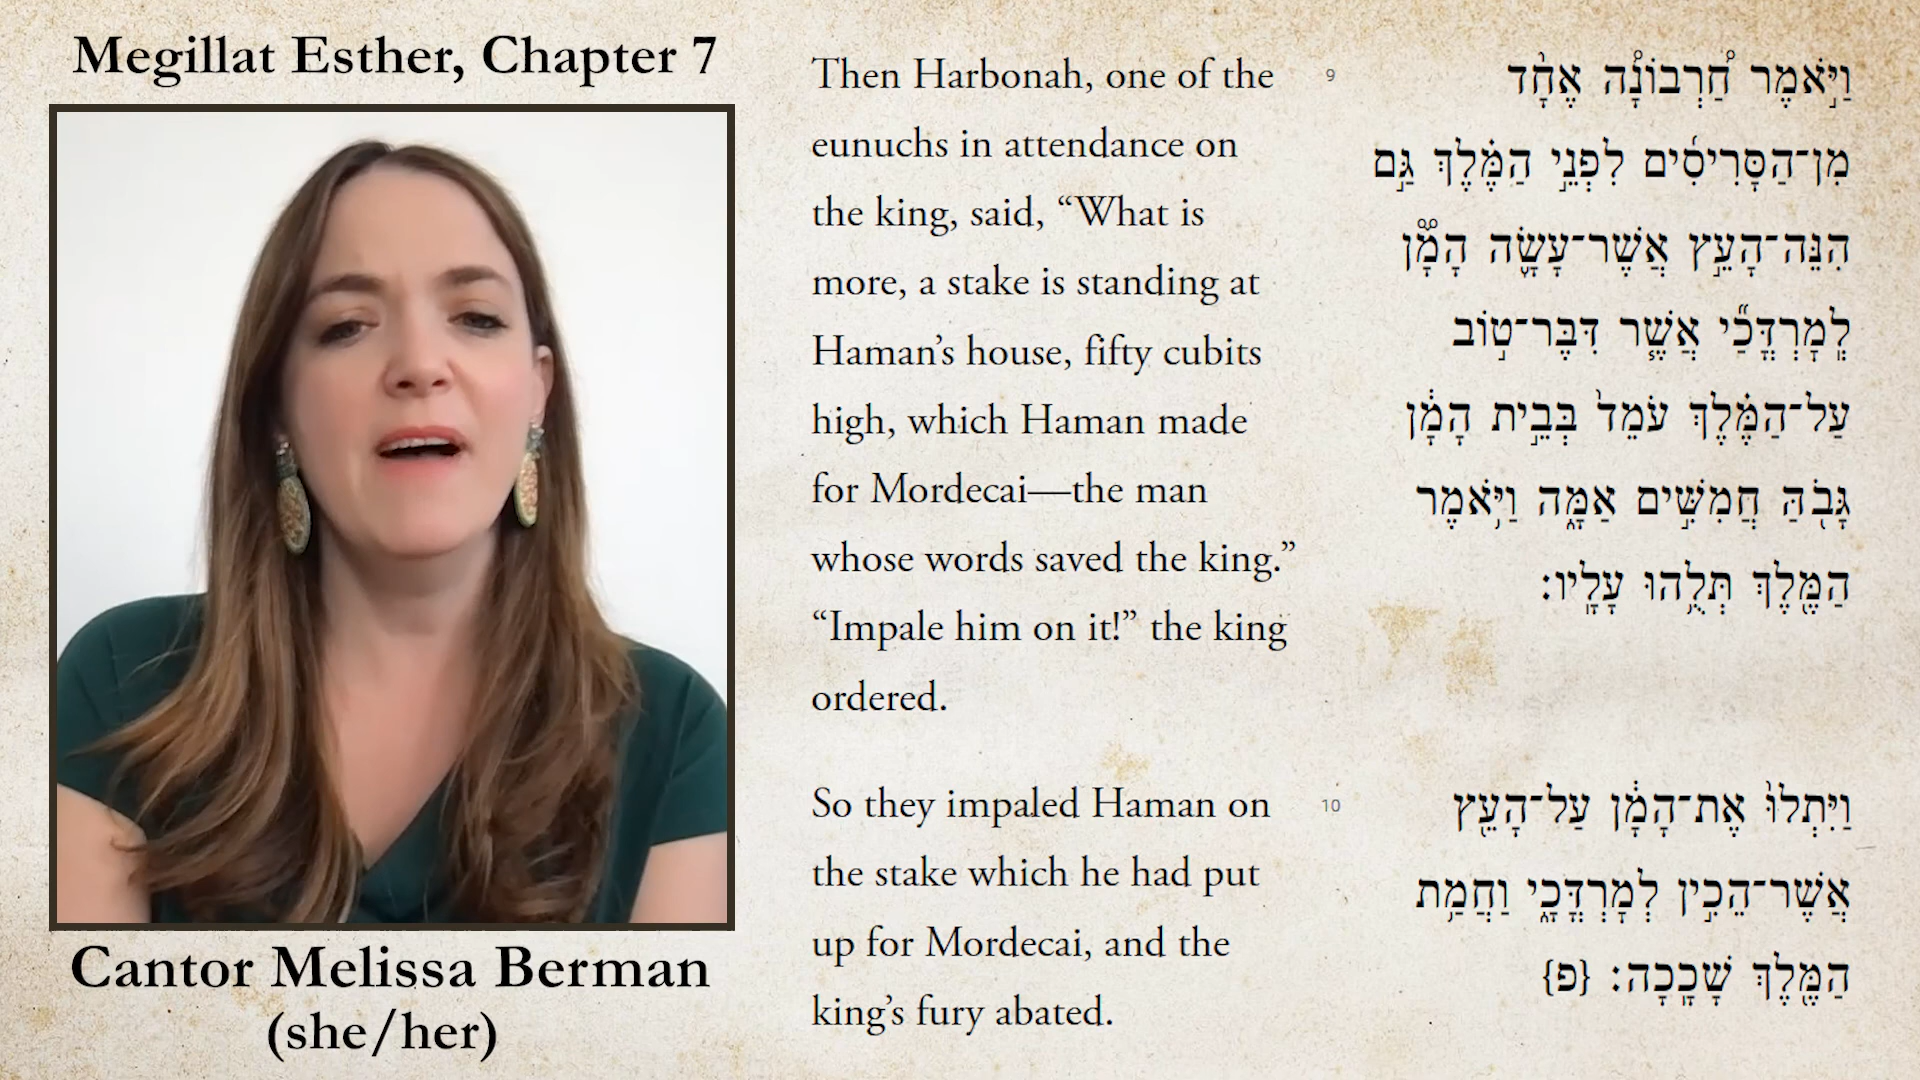 Megillat Esther, Chapter 7
Cantor Melissa Berman
(she/her)
Then Harbonah, one of the
eunuchs in attendance on
the king, said, “What is
more, a stake is standing at
Haman’s house, fifty cubits
high, which Haman made
for Mordecai—the man
whose words saved the king.”
“Impale him on it!” the king
ordered.
9
וַיֹּ֣אמֶר חַ֠רְבוֹנָ֠ה אֶחָ֨ד
מִן־הַסָּרִיסִ֜ים לִפְנֵ֣י הַמֶּ֗לֶךְ גַּ֣ם
הִנֵּה־הָעֵ֣ץ אֲשֶׁר־עָשָׂ֪ה הָמָ֟ן
לְֽמׇרְדֳּכַ֞י אֲשֶׁ֧ר דִּבֶּר־ט֣וֹב
עַל־הַמֶּ֗לֶךְ עֹמֵד֙ בְּבֵ֣ית הָמָ֔ן
גָּבֹ֖הַּ חֲמִשִּׁ֣ים אַמָּ֑ה וַיֹּ֥אמֶר
הַמֶּ֖לֶךְ תְּלֻ֥הוּ עָלָֽיו׃
So they impaled Haman on
the stake which he had put
up for Mordecai, and the
king’s fury abated.
10
וַיִּתְלוּ֙ אֶת־הָמָ֔ן עַל־הָעֵ֖ץ
אֲשֶׁר־הֵכִ֣ין לְמׇרְדֳּכָ֑י וַחֲמַ֥ת
הַמֶּ֖לֶךְ שָׁכָֽכָה׃ {פ}